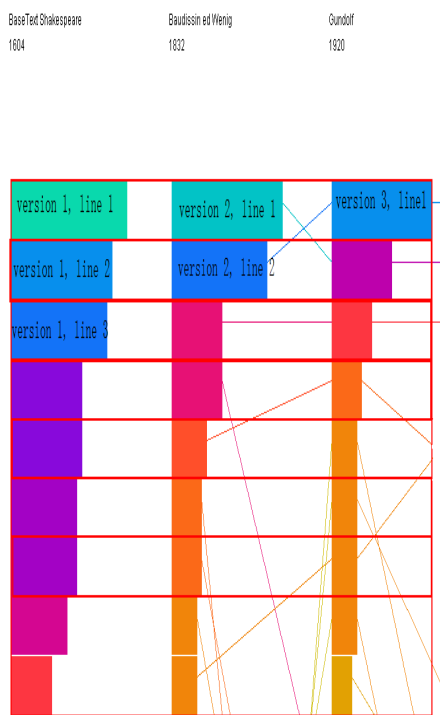 BaseText Shakespeare
1604
Baudissin ed Wenig
1832
Gundolf
1920
version 1, line 1
version 2, line 1
version 3, line1
version 1, line 2
version 2, line 2
version 1, line 3